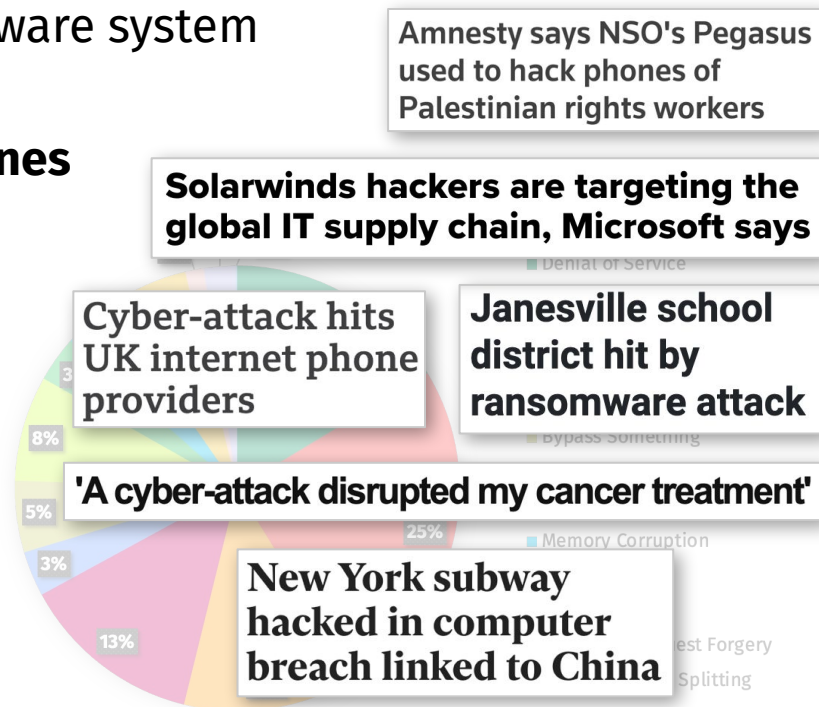 ware system
Amnesty says NSO's Pegasus
used to hack phones of
Palestinian rights workers
nes
Solarwinds hackers are targeting the
global IT supply chain, Microsoft says
Denial of Service
Cyber-attack hits
UK internet phone
providers
Janesville school
district hit by
ransomware attack
3
8%
Bypass Something
'A cyber-attack disrupted my cancer treatment'
5%
25%
Memory Corruption
3%
New York subway
hacked in computer
breach linked to China
13%
est Forgery
Splitting